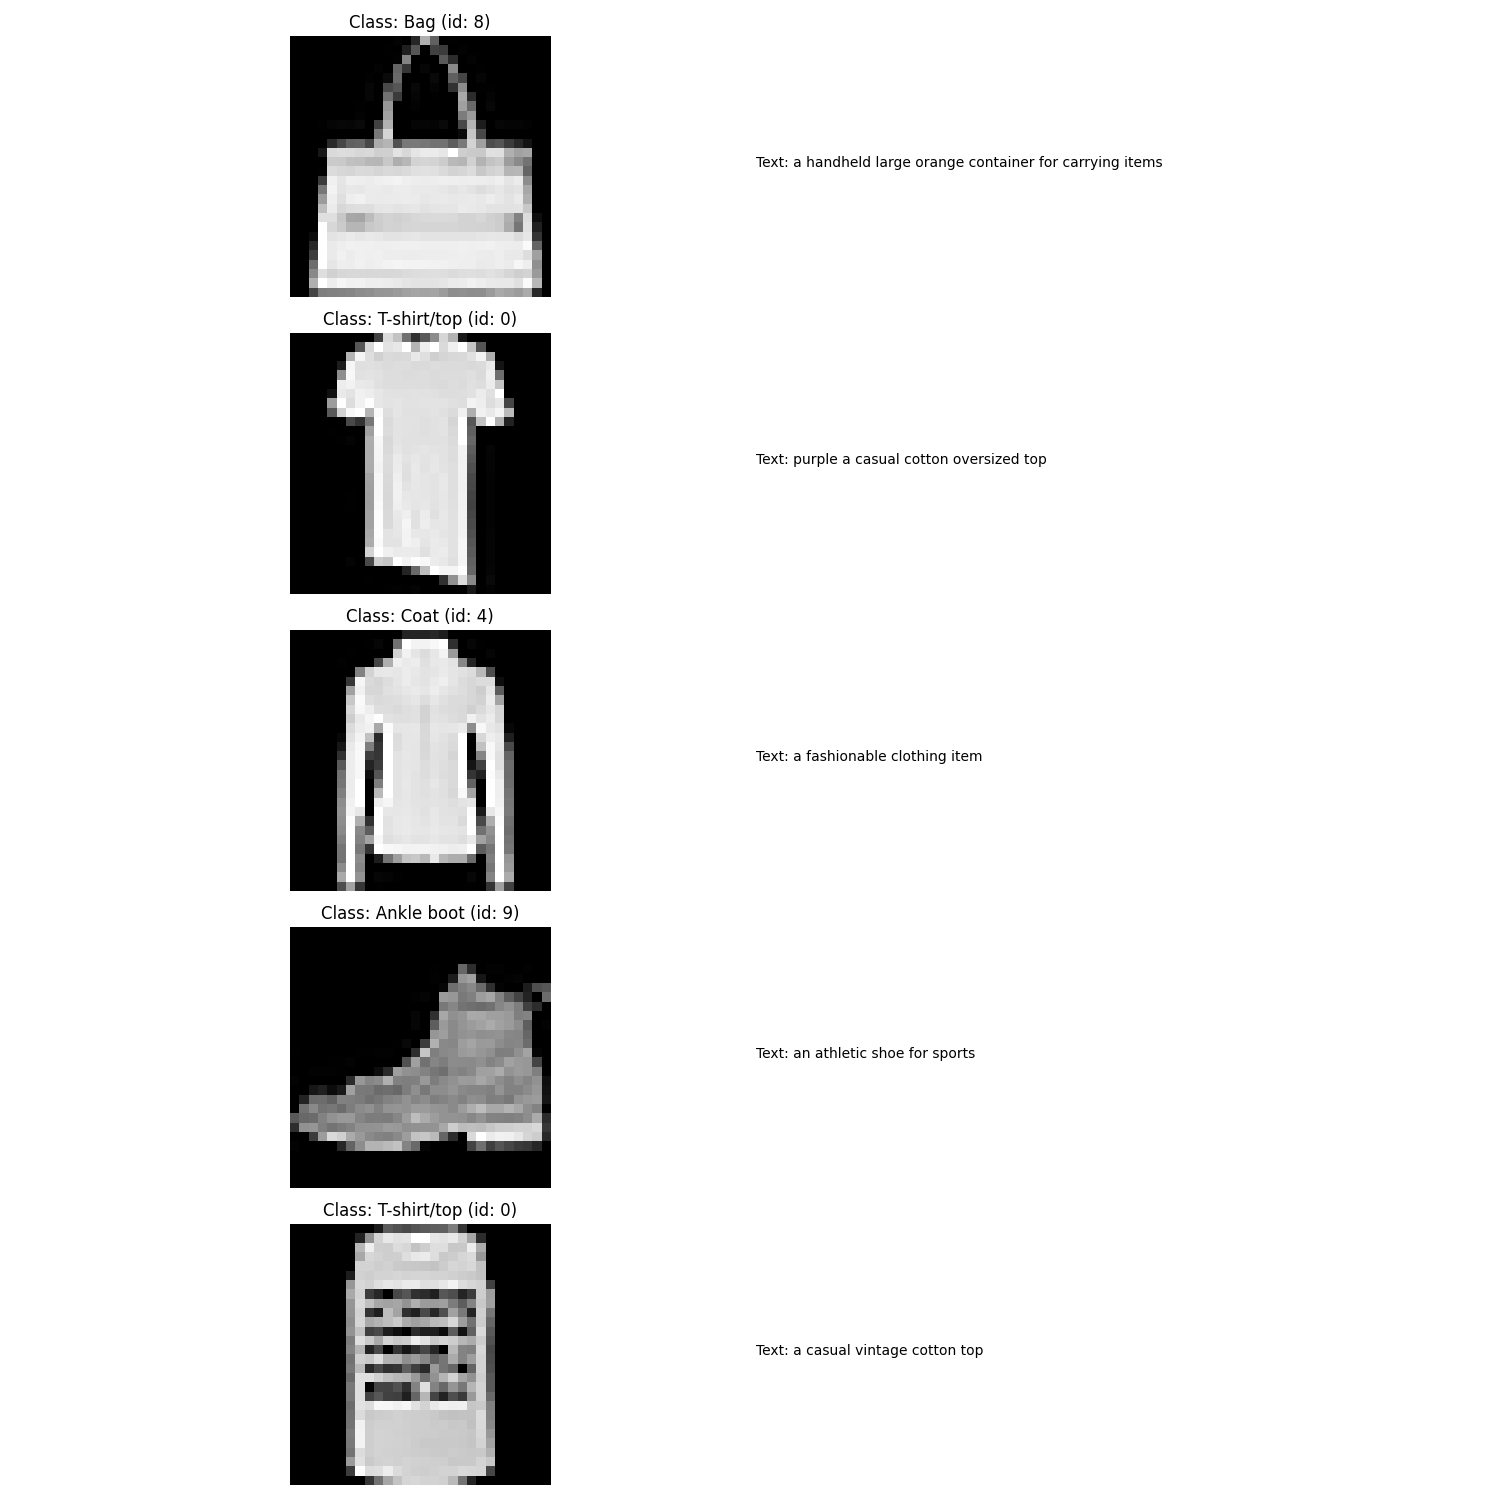 Class: Bag (id: 8)
Text: a handheld large orange container for carrying items
Class: T-shirt/top (id: 0)
Text: purple a casual cotton oversized top
Class: Coat (id: 4)
Text: a fashionable clothing item
Class: Ankle boot (id: 9)
Text: an athletic shoe for sports
Class: T-shirt/top (id: 0)
Text: a casual vintage cotton top